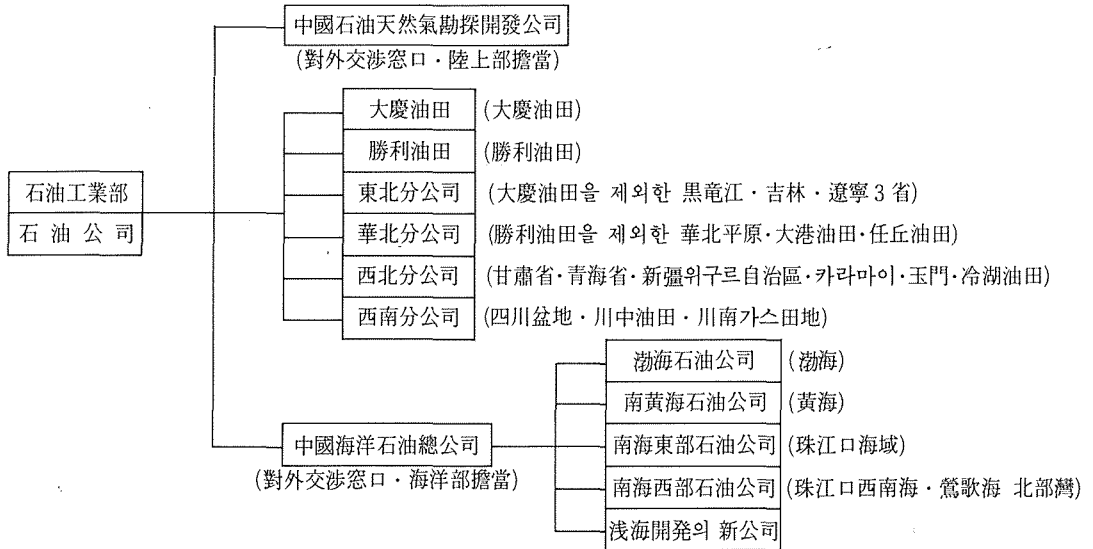 中國石油天然氣勘探開發公司
(對外交涉窓口・陸上部擔當)
大慶油田 (大慶油田)
勝利油田 (勝利油田)
石油工業部
東北分公司 (大慶油田을 제외한 黒竜江・吉林・遼寧3省)
石油公司
華北分公司 (勝利油田을 제외한 華北平原・大港油田・任丘油田)
西北分公司 (甘肅省・青海省・新疆위구르自治區・카라마이・玉門・冷湖油田)
西南分公司 (四川盆地・川中油田・川南가스田地)
渤海石油公司 (渤海)
南黄海石油公司 (黃海)
中國海洋石油總公司
南海東部石油公司 (珠江口海域)
(對外交涉窓口・海洋部擔當)
南海西部石油公司 (珠江口西南海・鶯歌海 北部灣)
浅海開発의 新公司